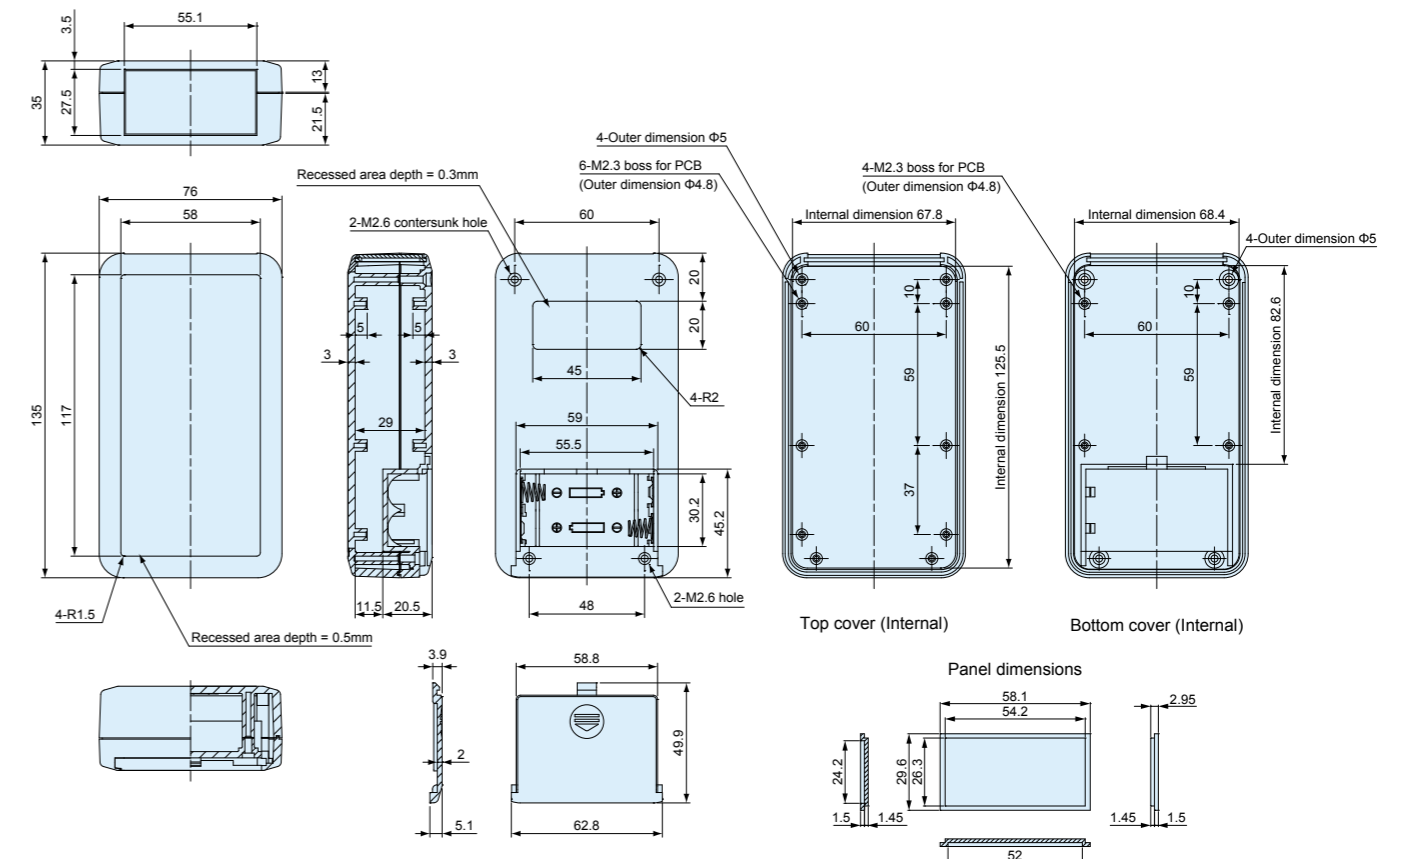 55.1
3.5
35
27.5
13
21.5
4-Outer dimension Φ5
6-M2.3 boss for PCB
(Outer dimension Φ4.8)
4-M2.3 boss for PCB
(Outer dimension Φ4.8)
Recessed area depth = 0.3mm
76
58
2-M2.6 contersunk hole
60
Internal dimension 67.8
Internal dimension 68.4
4-Outer dimension Φ5
135
117
5
5
3
3
29
20
20
45
4-R2
59
55.5
30.2
45.2
10
60
59
37
Internal dimension 125.5
10
60
59
Internal dimension 82.6
11.5
20.5
48
2-M2.6 hole
4-R1.5
Recessed area depth = 0.5mm
Top cover (Internal)
Bottom cover (Internal)
3.9
2
5.1
58.8
49.9
62.8
Panel dimensions
58.1
54.2
2.95
24.2
29.6
26.3
1.5
1.45
1.45
1.5
52